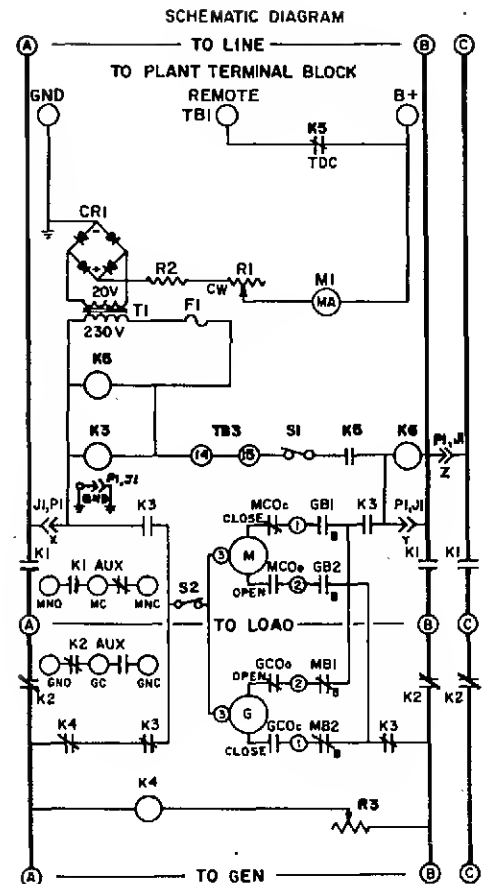 SCHEMATIC DIAGRAM
A TO LINE B C
TO PLANT TERMINAL BLOCK
GND REMOTE B+
TB1
K5
TDC
CR1
-
+
R2 R1
CW
M1
MA
20V
T1 F1
230V
K5
K3 TB3 S1 K5 K6 P1,J1
14 15
Z
P1,J1
GND
J1,P1 K3 MCOc GB1 K3 P1,J1
X CLOSE 1 B Y
K1 K1 K1
3 M
K1 AUX MCOo GB2
MNO MC MNC S2 OPEN 2 B
A TO LOAD B C
K2 AUX
GNO GC GNC GCOo MB1
K2 OPEN 2 B K2 K2
3 G
K4 K3 GCOc MB2 K3
CLOSE 1 B
K4 R3
A TO GEN B C